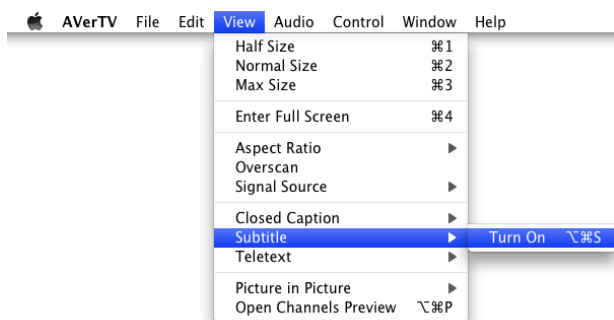 AVerTV File Edit View Audio Control Window Help
Half Size ⌘1
Normal Size ⌘2
Max Size ⌘3
Enter Full Screen ⌘4
Aspect Ratio ▶
Overscan
Signal Source ▶
Closed Caption ▶
Subtitle ▶ Turn On ⌥⌘S
Teletext ▶
Picture in Picture ▶
Open Channels Preview ⌥⌘P